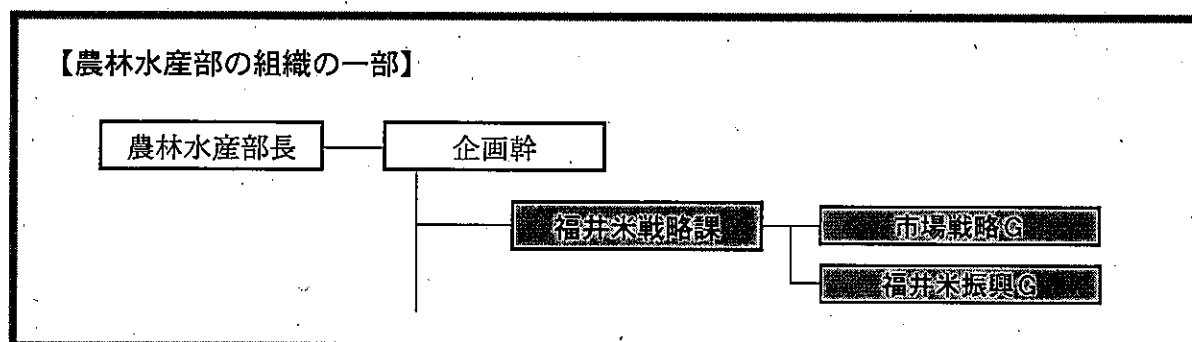 【農林水産部の組織の一部】
農林水産部長
企画幹
福井米戦略課
市場戦略G
福井米振興G